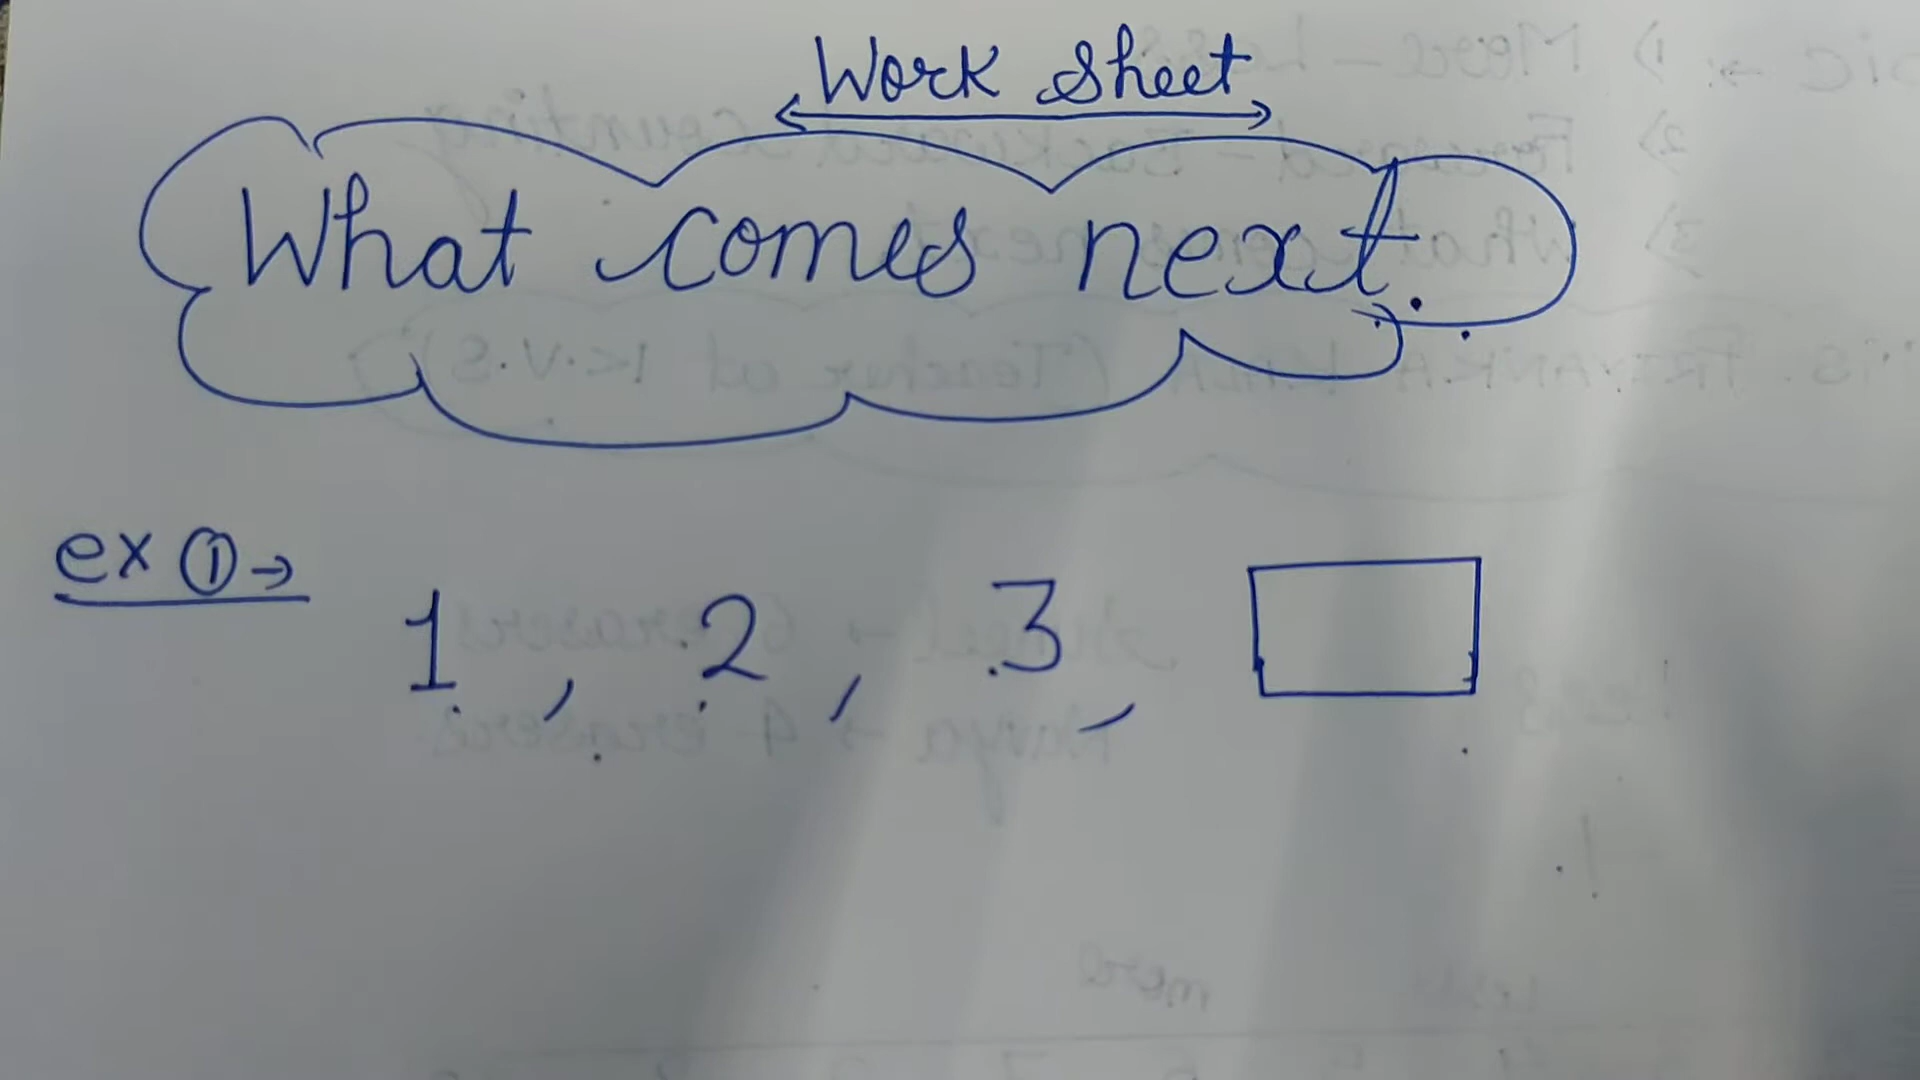 Work Sheet
What comes next.
ex ① →
1 , 2 , 3 ,